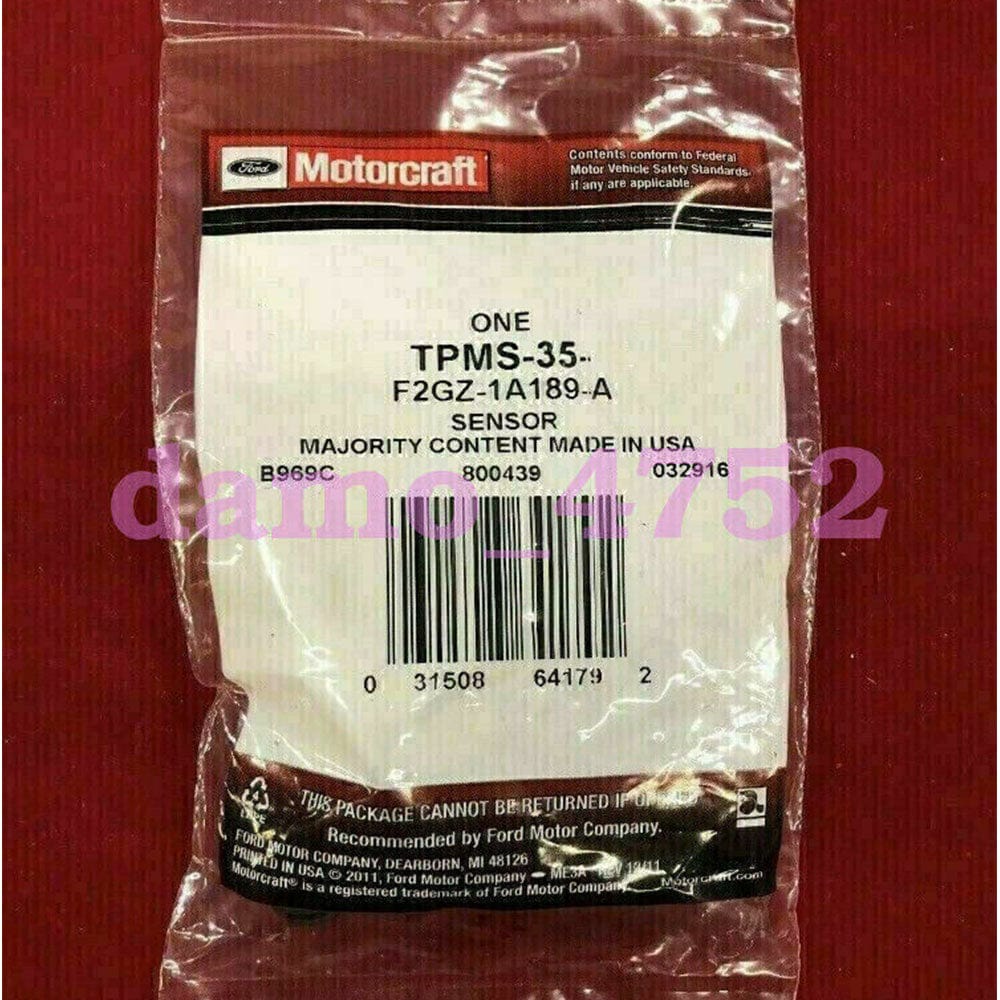 Ford Motorcraft
Contents conform to Federal
Motor Vehicle Safety Standards,
if any are applicable.
ONE
TPMS-35
F2GZ-1A189-A
SENSOR
MAJORITY CONTENT MADE IN USA
B969C 800439 032916
damo_4752
0 31508 64179 2
THIS PACKAGE CANNOT BE RETURNED IF OPENED
Recommended by Ford Motor Company.
FORD MOTOR COMPANY, DEARBORN, MI 48126
PRINTED IN USA © 2011, Ford Motor Company — ME3A 12/11
Motorcraft® is a registered trademark of Ford Motor Company
Motorcraft.com